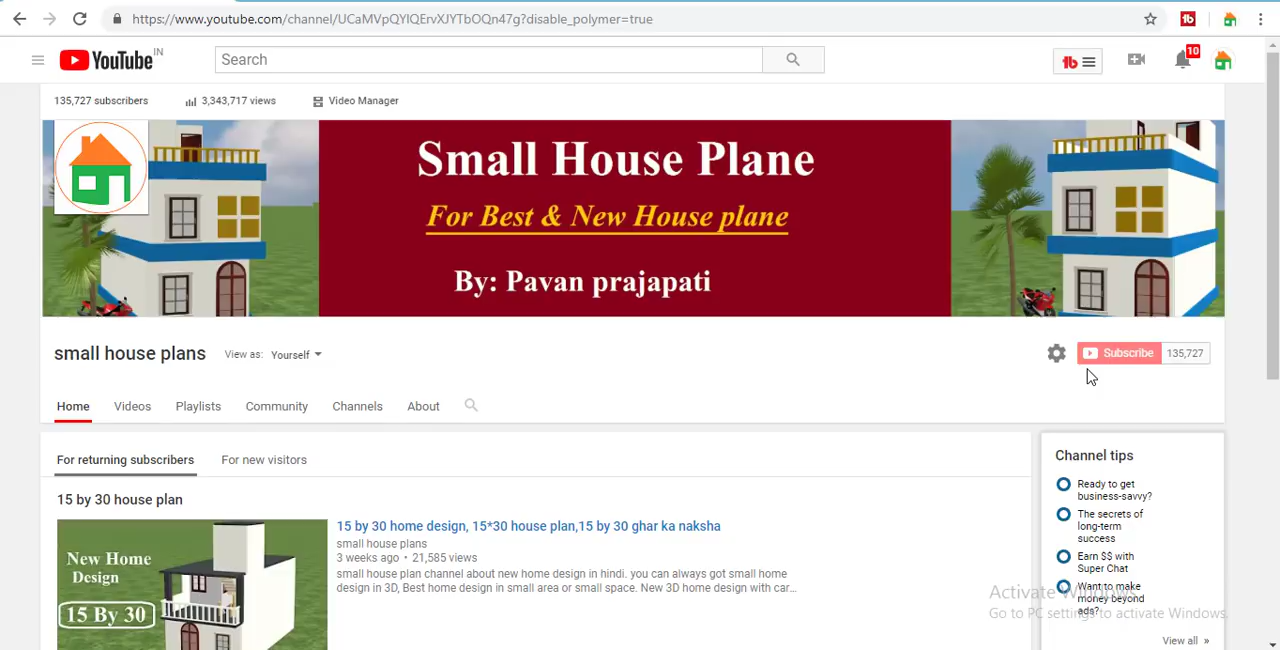 https://www.youtube.com/channel/UCaMVpQYlQErvXJYTbOQn47g?disable_polymer=true
YouTube IN
Search
10
135,727 subscribers
3,343,717 views
Video Manager
Small House Plane
For Best & New House plane
By: Pavan prajapati
small house plans
View as: Yourself
Subscribe 135,727
Home
Videos
Playlists
Community
Channels
About
For returning subscribers
For new visitors
15 by 30 house plan
New Home
Design
15 By 30
15 by 30 home design, 15*30 house plan,15 by 30 ghar ka naksha
small house plans
3 weeks ago • 21,585 views
small house plan channel about new home design in hindi. you can always got small home
design in 3D, Best home design in small area or small space. New 3D home design with car...
Channel tips
Ready to get
business-savvy?
The secrets of
long-term
success
Earn $$ with
Super Chat
Want to make
money beyond
ads?
View all »
Activate Windows
Go to PC settings to activate Windows.